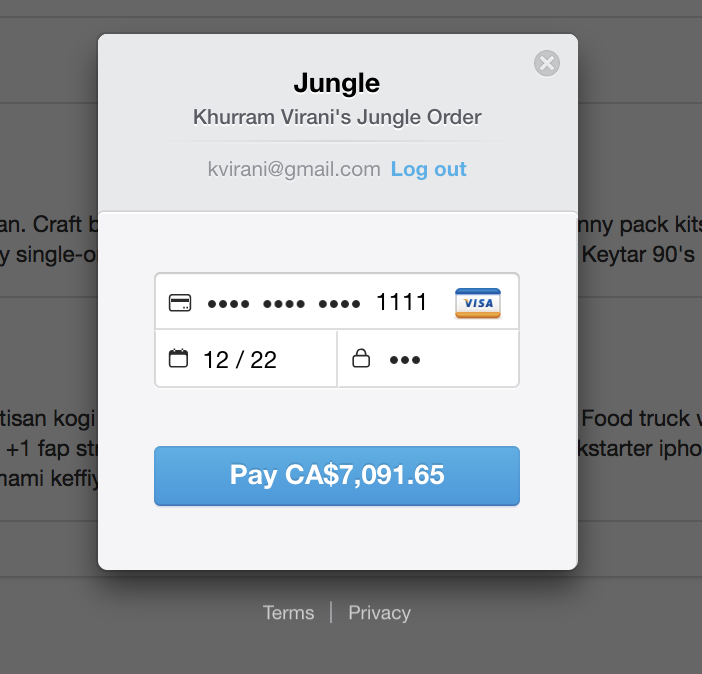 Jungle
Khurram Virani's Jungle Order
kvirani@gmail.com Log out
an. Craft b
nny pack kits
y single-o
Keytar 90's
•••• •••• •••• 1111 VISA
12 / 22 •••
tisan kogi
Food truck w
+1 fap str
kstarter ipho
nami keffiy
Pay CA$7,091.65
Terms | Privacy